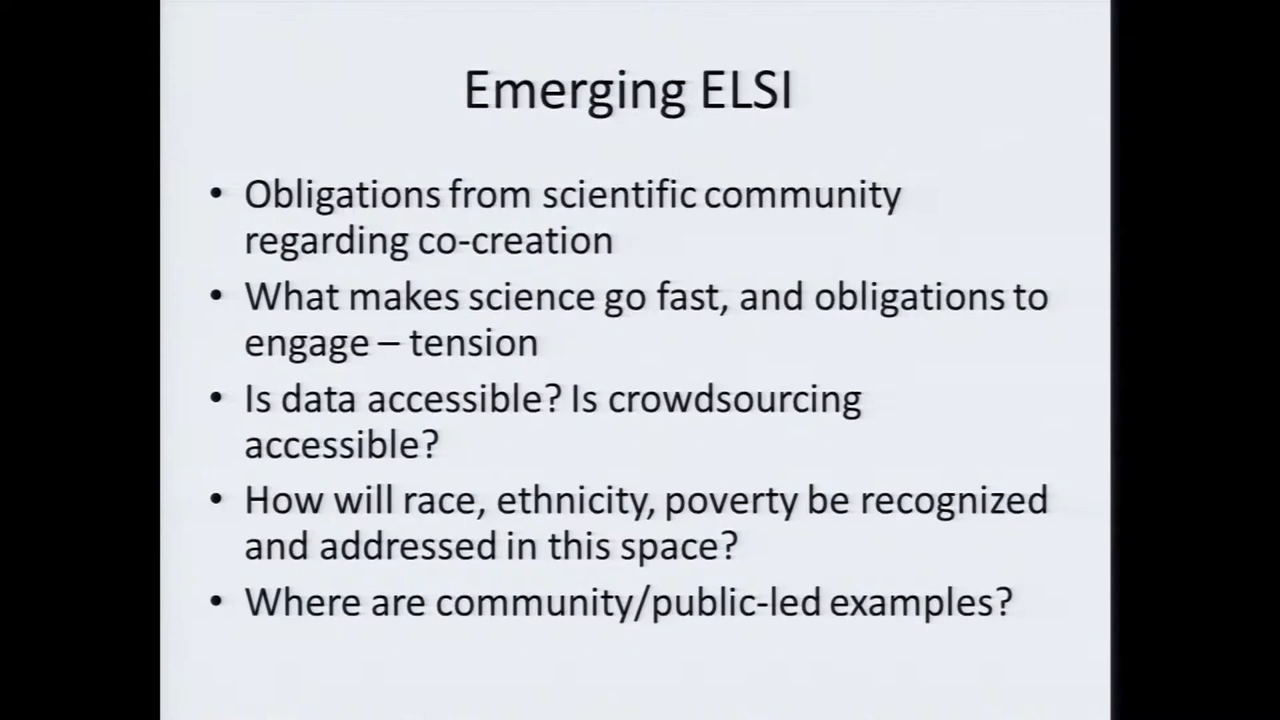 Emerging ELSI
• Obligations from scientific community
regarding co-creation
• What makes science go fast, and obligations to
engage – tension
• Is data accessible? Is crowdsourcing
accessible?
• How will race, ethnicity, poverty be recognized
and addressed in this space?
• Where are community/public-led examples?